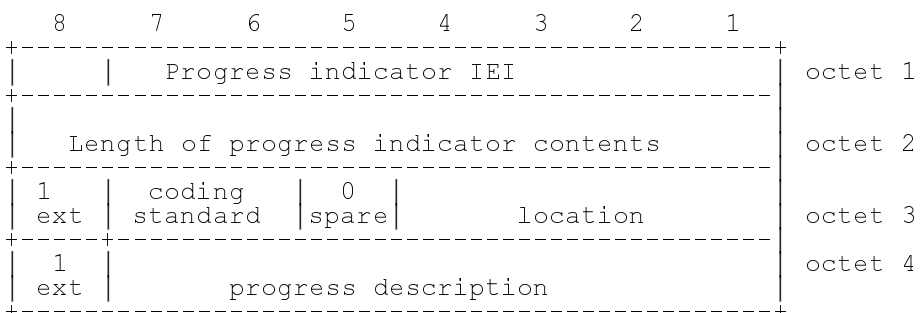 8 7 6 5 4 3 2 1
| | Progress indicator IEI | octet 1
Length of progress indicator contents | octet 2
| 1 | coding | 0 |
| ext | standard |spare| location | octet 3
| 1 | octet 4
| ext | progress description |